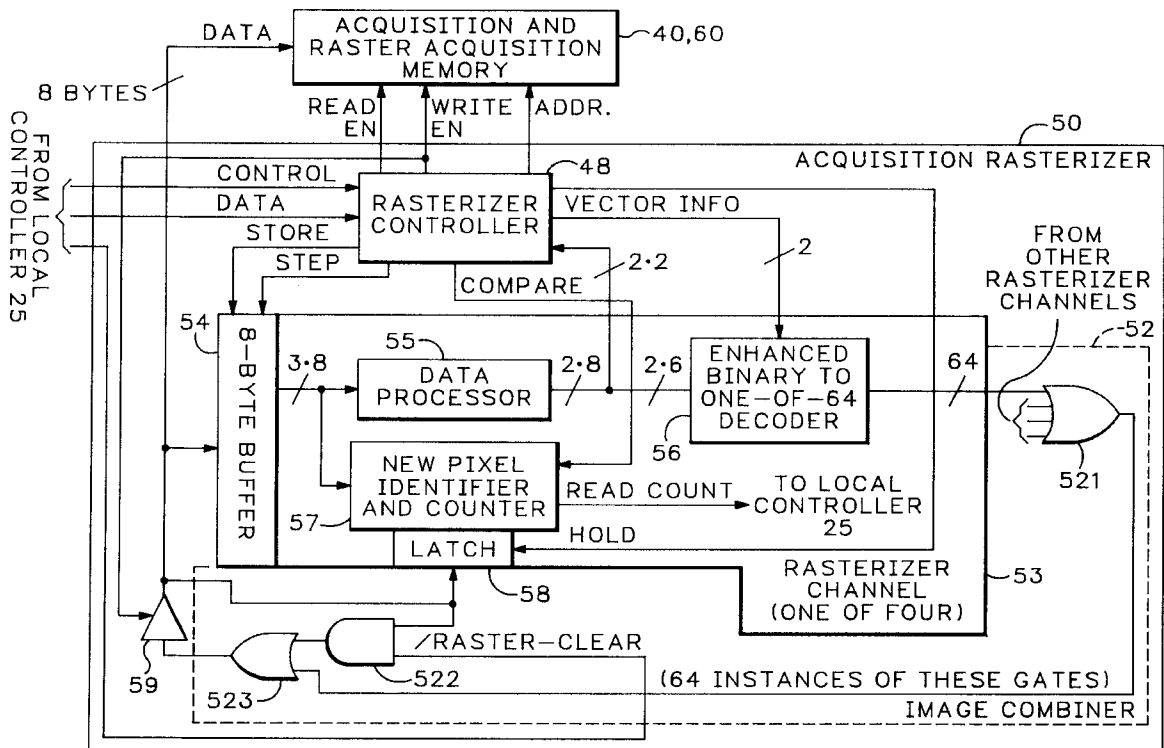 DATA
ACQUISITION AND
RASTER ACQUISITION
MEMORY
40,60
8 BYTES
READ
EN
WRITE
EN
ADDR.
FROM LOCAL
CONTROLLER 25
50
ACQUISITION RASTERIZER
CONTROL
DATA
STORE
STEP
48
RASTERIZER
CONTROLLER
VECTOR INFO
2·2
COMPARE
2
FROM
OTHER
RASTERIZER
CHANNELS
54
8-BYTE BUFFER
3·8
55
DATA
PROCESSOR
2·8
2·6
ENHANCED
BINARY TO
ONE-OF-64
DECODER
56
64
52
521
NEW PIXEL
IDENTIFIER
AND COUNTER
57
READ COUNT
TO LOCAL
CONTROLLER
25
LATCH
HOLD
58
RASTERIZER
CHANNEL
(ONE OF FOUR)
53
59
523
522
/RASTER-CLEAR
(64 INSTANCES OF THESE GATES)
IMAGE COMBINER